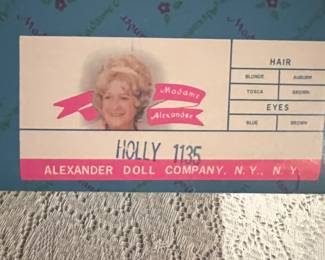 HAIR
BLONDE AUBURN
TOSCA BROWN
EYES
BLUE BROWN
Madame
Alexander
HOLLY 1135
ALEXANDER DOLL COMPANY, N.Y., N.Y.